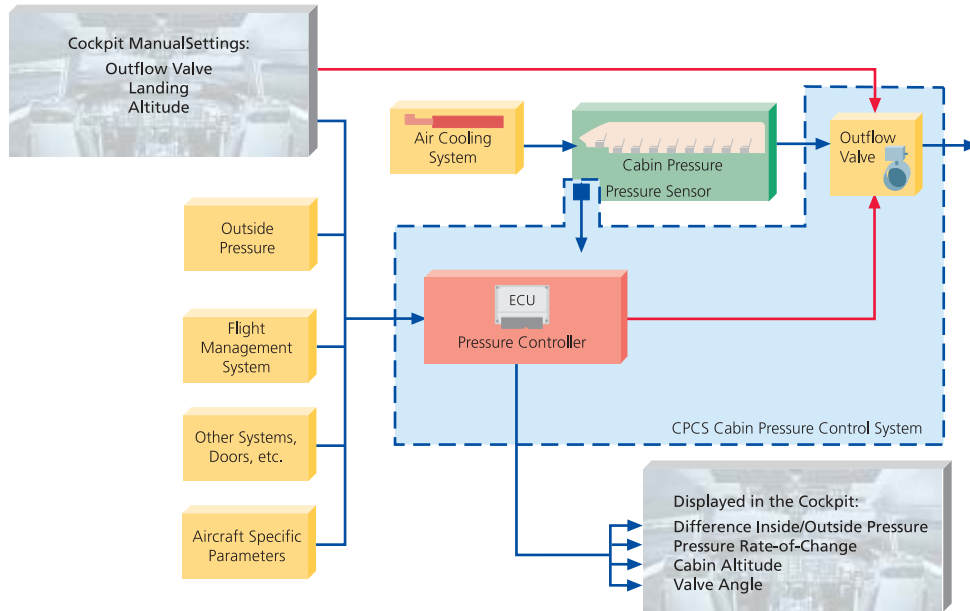 Cockpit ManualSettings:
Outflow Valve
Landing
Altitude
Air Cooling
System
Cabin Pressure
Pressure Sensor
Outflow
Valve
Outside
Pressure
Flight
Management
System
Other Systems,
Doors, etc.
Aircraft Specific
Parameters
ECU
Pressure Controller
CPCS Cabin Pressure Control System
Displayed in the Cockpit:
Difference Inside/Outside Pressure
Pressure Rate-of-Change
Cabin Altitude
Valve Angle